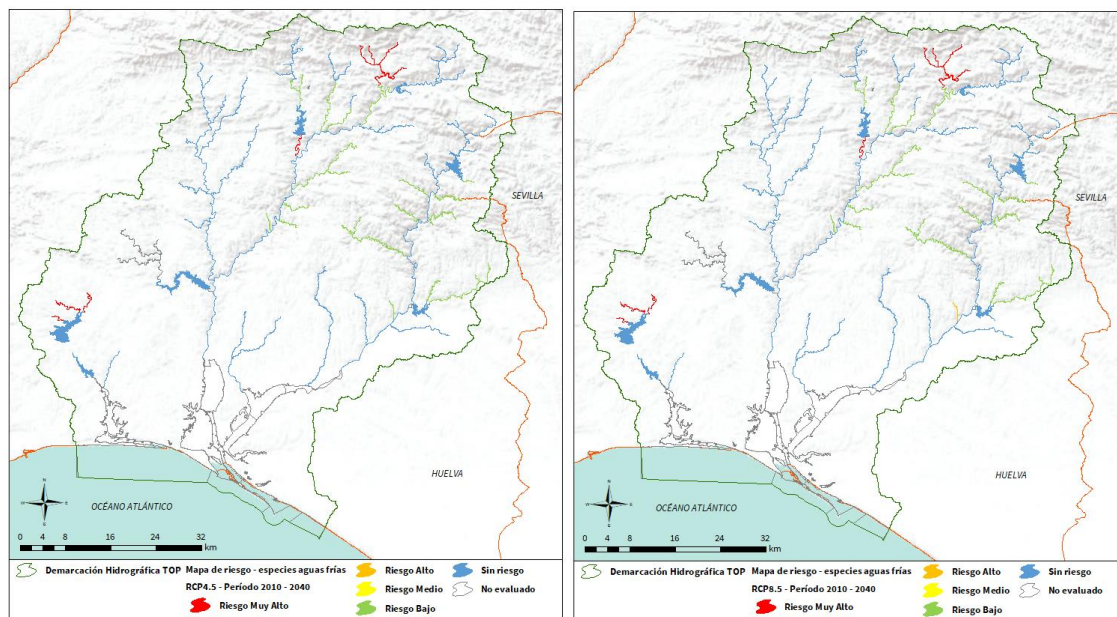 SEVILLA
HUELVA
OCÉANO ATLÁNTICO
N
W
E
S
0 4 8 16 24 32 km
Demarcación Hidrográfica TOP
Mapa de riesgo - especies aguas frías
RCP4.5 - Período 2010 - 2040
Riesgo Muy Alto
Riesgo Alto
Riesgo Medio
Riesgo Bajo
Sin riesgo
No evaluado
SEVILLA
HUELVA
OCÉANO ATLÁNTICO
N
W
E
S
0 4 8 16 24 32 km
Demarcación Hidrográfica TOP
Mapa de riesgo - especies aguas frías
RCP8.5 - Período 2010 - 2040
Riesgo Muy Alto
Riesgo Alto
Riesgo Medio
Riesgo Bajo
Sin riesgo
No evaluado